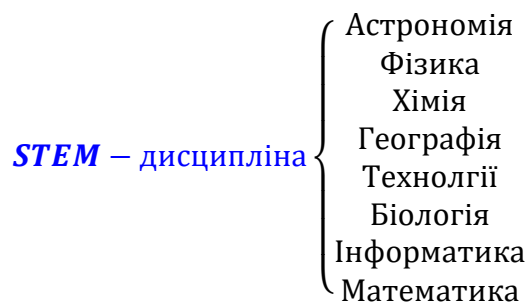 Астрономія
Фізика
Хімія
Географія
STEM – дисципліна
Технолгії
Біологія
Інформатика
Математика